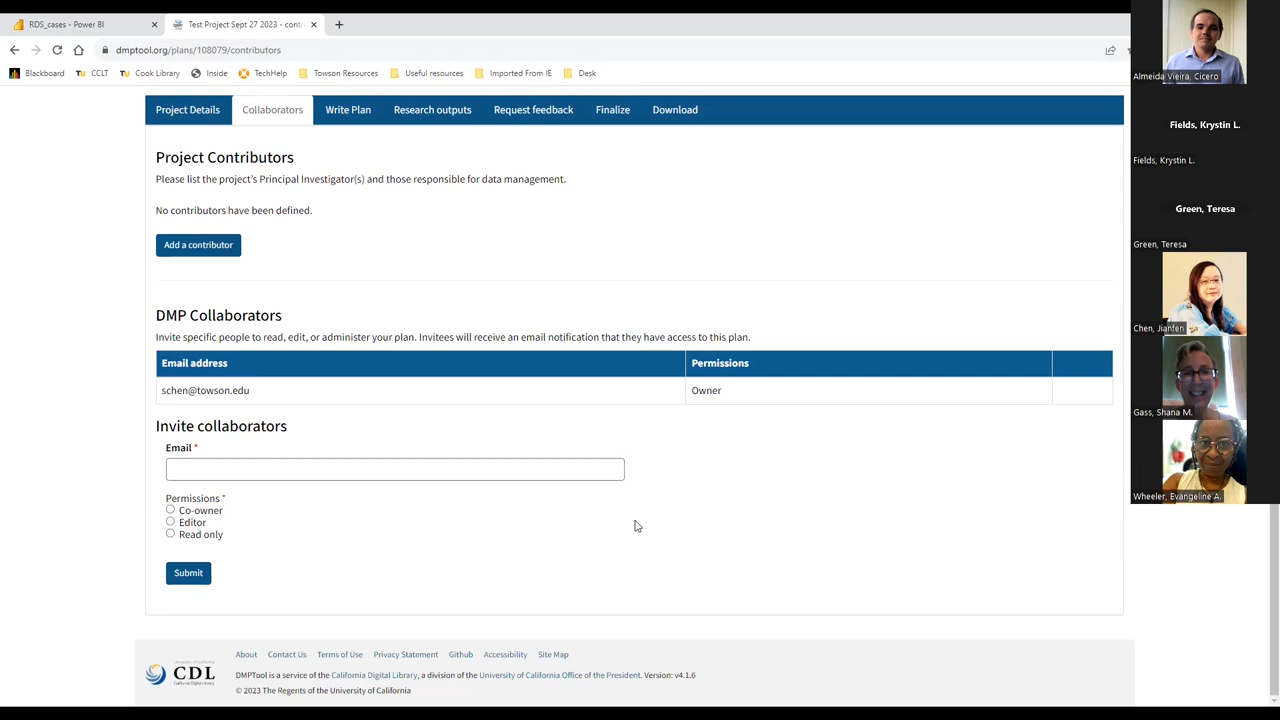 RDS_cases - Power BI
Test Project Sept 27 2023 - contr
dmptool.org/plans/108079/contributors
Blackboard
CCLT
Cook Library
Inside
TechHelp
Towson Resources
Useful resources
Imported From IE
Desk
Project Details
Collaborators
Write Plan
Research outputs
Request feedback
Finalize
Download
Project Contributors
Please list the project's Principal Investigator(s) and those responsible for data management.
No contributors have been defined.
Add a contributor
DMP Collaborators
Invite specific people to read, edit, or administer your plan. Invitees will receive an email notification that they have access to this plan.
Email address
Permissions
schen@towson.edu
Owner
Invite collaborators
Email *
Permissions *
Co-owner
Editor
Read only
Submit
CDL
About
Contact Us
Terms of Use
Privacy Statement
Github
Accessibility
Site Map
DMPTool is a service of the California Digital Library, a division of the University of California Office of the President. Version: v4.1.6
© 2023 The Regents of the University of California
Almeida Vieira, Cicero
Fields, Krystin L.
Fields, Krystin L.
Green, Teresa
Green, Teresa
Chen, Jianfen
Gass, Shana M.
Wheeler, Evangeline A.